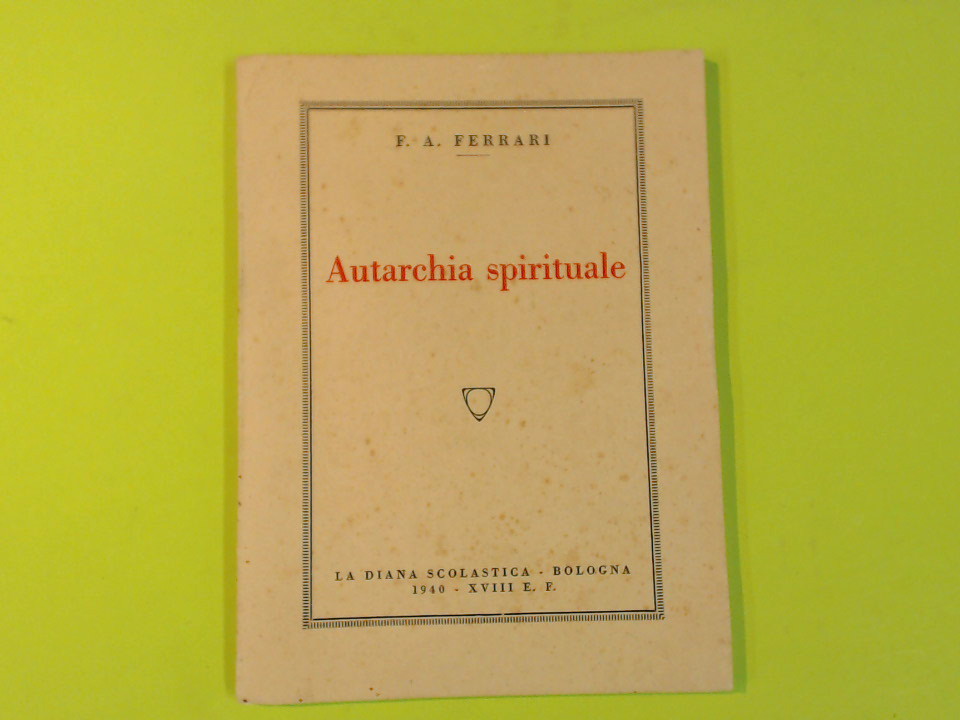 F. A. FERRARI
Autarchia spirituale
LA DIANA SCOLASTICA - BOLOGNA
1940 - XVIII E. F.